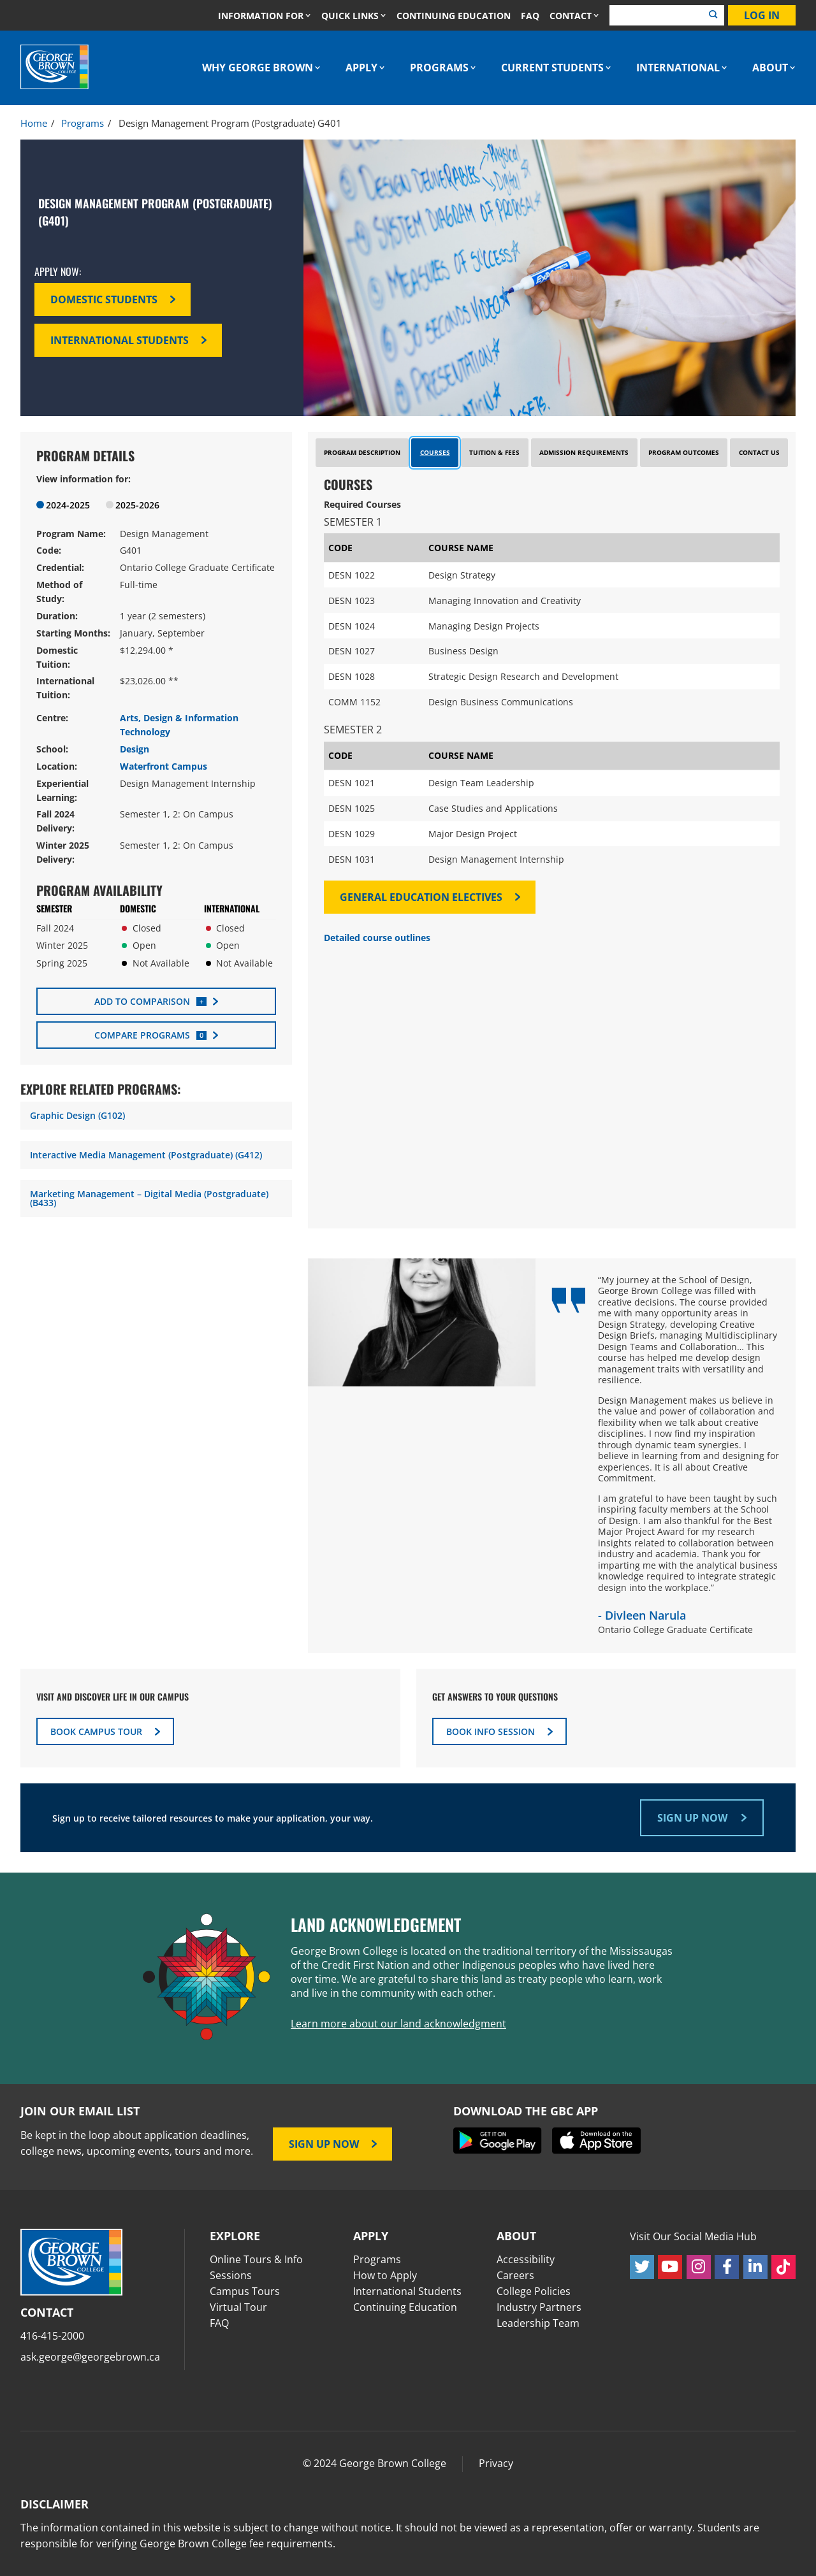 INFORMATION FOR
QUICK LINKS
CONTINUING EDUCATION
FAQ
CONTACT
LOG IN
GEORGE BROWN COLLEGE
WHY GEORGE BROWN
APPLY
PROGRAMS
CURRENT STUDENTS
INTERNATIONAL
ABOUT
Home / Programs / Design Management Program (Postgraduate) G401
DESIGN MANAGEMENT PROGRAM (POSTGRADUATE)
(G401)
APPLY NOW:
DOMESTIC STUDENTS
INTERNATIONAL STUDENTS
DESIGN DELIVERABLES
EXECUTION
SYSTEM DIAGRAM OF
MEASURES OF SUCCESS
30 SECONDS VIDEO
EXPO
PROGRAM DETAILS
View information for:
2024-2025
2025-2026
Program Name: Design Management
Code: G401
Credential: Ontario College Graduate Certificate
Method of Study: Full-time
Duration: 1 year (2 semesters)
Starting Months: January, September
Domestic Tuition: $12,294.00 *
International Tuition: $23,026.00 **
Centre: Arts, Design & Information Technology
School: Design
Location: Waterfront Campus
Experiential Learning: Design Management Internship
Fall 2024 Delivery: Semester 1, 2: On Campus
Winter 2025 Delivery: Semester 1, 2: On Campus
PROGRAM AVAILABILITY
SEMESTER DOMESTIC INTERNATIONAL
Fall 2024 Closed Closed
Winter 2025 Open Open
Spring 2025 Not Available Not Available
ADD TO COMPARISON +
COMPARE PROGRAMS 0
EXPLORE RELATED PROGRAMS:
Graphic Design (G102)
Interactive Media Management (Postgraduate) (G412)
Marketing Management – Digital Media (Postgraduate)
(B433)
PROGRAM DESCRIPTION
COURSES
TUITION & FEES
ADMISSION REQUIREMENTS
PROGRAM OUTCOMES
CONTACT US
COURSES
Required Courses
SEMESTER 1
CODE COURSE NAME
DESN 1022 Design Strategy
DESN 1023 Managing Innovation and Creativity
DESN 1024 Managing Design Projects
DESN 1027 Business Design
DESN 1028 Strategic Design Research and Development
COMM 1152 Design Business Communications
SEMESTER 2
CODE COURSE NAME
DESN 1021 Design Team Leadership
DESN 1025 Case Studies and Applications
DESN 1029 Major Design Project
DESN 1031 Design Management Internship
GENERAL EDUCATION ELECTIVES
Detailed course outlines
“My journey at the School of Design,
George Brown College was filled with
creative decisions. The course provided
me with many opportunity areas in
Design Strategy, developing Creative
Design Briefs, managing Multidisciplinary
Design Teams and Collaboration… This
course has helped me develop design
management traits with versatility and
resilience.
Design Management makes us believe in
the value and power of collaboration and
flexibility when we talk about creative
disciplines. I now find my inspiration
through dynamic team synergies. I
believe in learning from and designing for
experiences. It is all about Creative
Commitment.
I am grateful to have been taught by such
inspiring faculty members at the School
of Design. I am also thankful for the Best
Major Project Award for my research
insights related to collaboration between
industry and academia. Thank you for
imparting me with the analytical business
knowledge required to integrate strategic
design into the workplace.”
- Divleen Narula
Ontario College Graduate Certificate
VISIT AND DISCOVER LIFE IN OUR CAMPUS
BOOK CAMPUS TOUR
GET ANSWERS TO YOUR QUESTIONS
BOOK INFO SESSION
Sign up to receive tailored resources to make your application, your way.
SIGN UP NOW
LAND ACKNOWLEDGEMENT
George Brown College is located on the traditional territory of the Mississaugas
of the Credit First Nation and other Indigenous peoples who have lived here
over time. We are grateful to share this land as treaty people who learn, work
and live in the community with each other.
Learn more about our land acknowledgment
JOIN OUR EMAIL LIST
Be kept in the loop about application deadlines,
college news, upcoming events, tours and more.
SIGN UP NOW
DOWNLOAD THE GBC APP
GET IT ON
Google Play
Download on the
App Store
GEORGE BROWN COLLEGE
CONTACT
416-415-2000
ask.george@georgebrown.ca
EXPLORE
Online Tours & Info
Sessions
Campus Tours
Virtual Tour
FAQ
APPLY
Programs
How to Apply
International Students
Continuing Education
ABOUT
Accessibility
Careers
College Policies
Industry Partners
Leadership Team
Visit Our Social Media Hub
© 2024 George Brown College
Privacy
DISCLAIMER
The information contained in this website is subject to change without notice. It should not be viewed as a representation, offer or warranty. Students are
responsible for verifying George Brown College fee requirements.